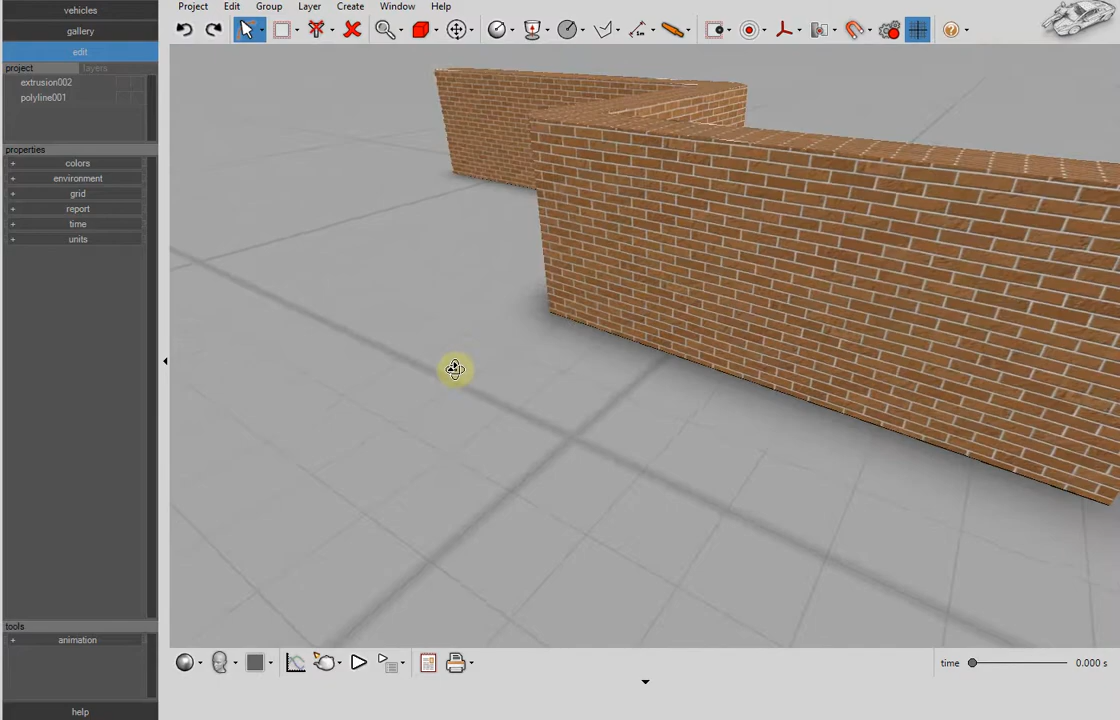 vehicles
gallery
edit
project layers
extrusion002
polyline001
properties
+ colors
+ environment
+ grid
+ report
+ time
+ units
tools
+ animation
help
Project Edit Group Layer Create Window Help
time 0.000 s